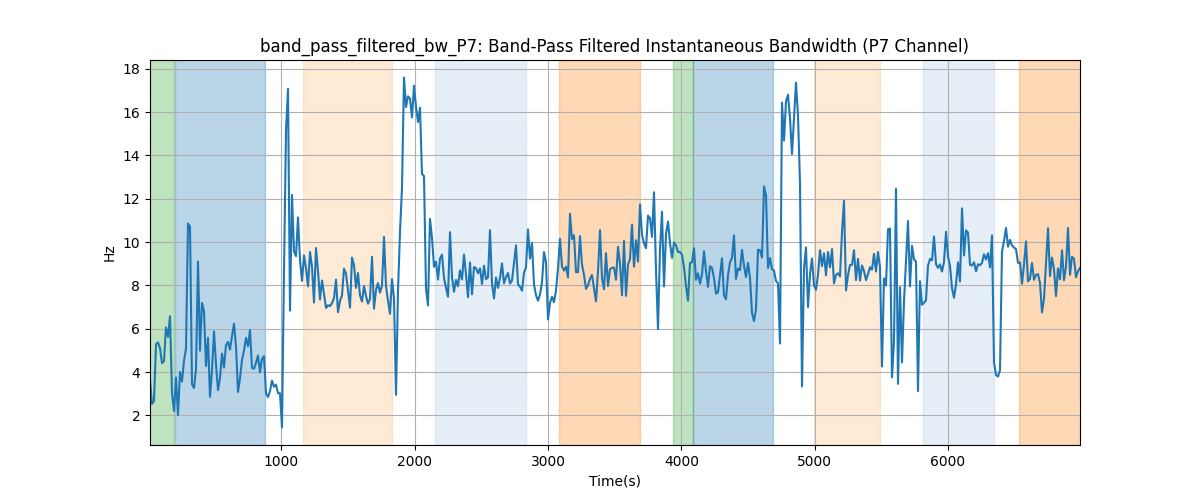 band_pass_filtered_bw_P7: Band-Pass Filtered Instantaneous Bandwidth (P7 Channel)
18
16
14
12
10
8
6
4
2
Hz
1000 2000 3000 4000 5000 6000
Time(s)